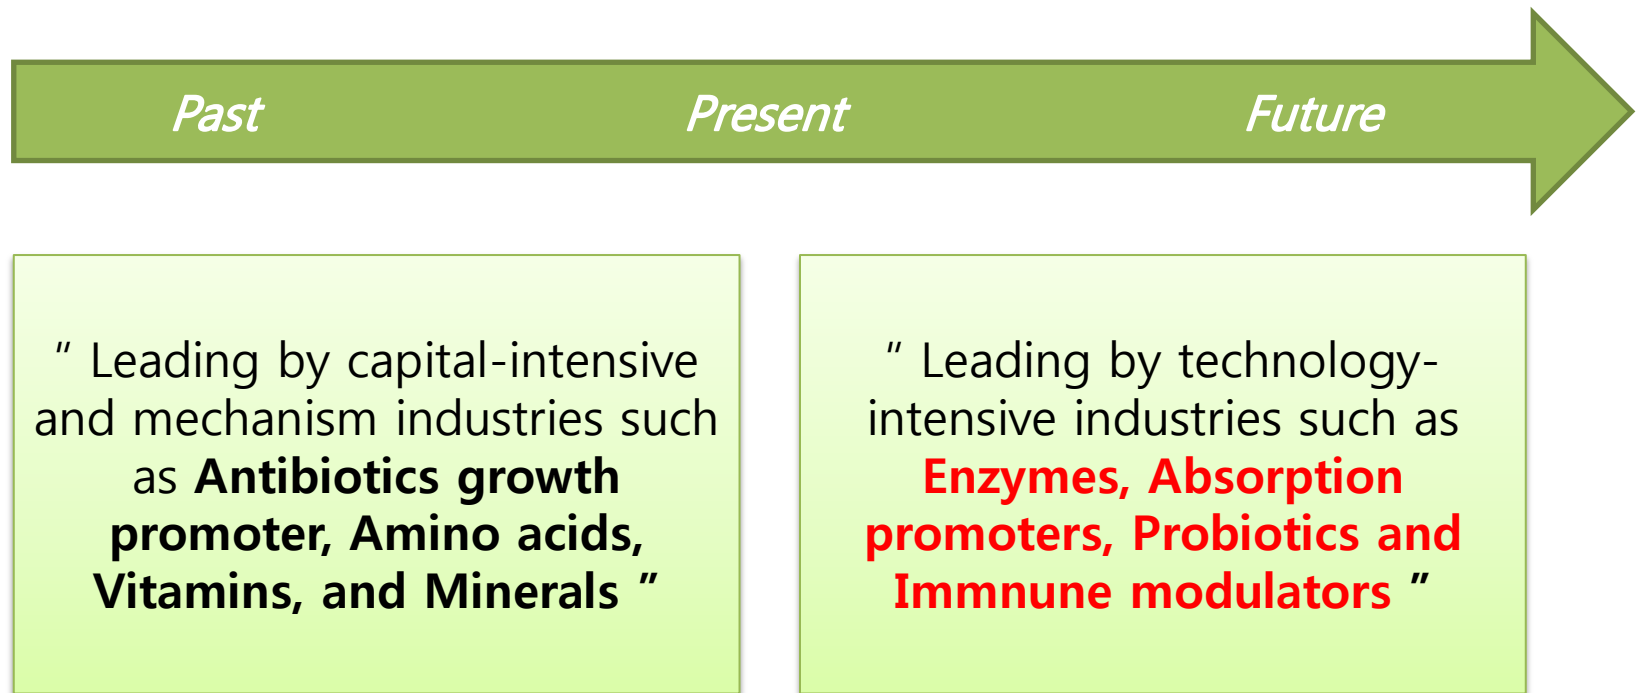 Past Present Future
" Leading by capital-intensive
and mechanism industries such
as Antibiotics growth
promoter, Amino acids,
Vitamins, and Minerals "
" Leading by technology-
intensive industries such as
Enzymes, Absorption
promoters, Probiotics and
Immnune modulators "